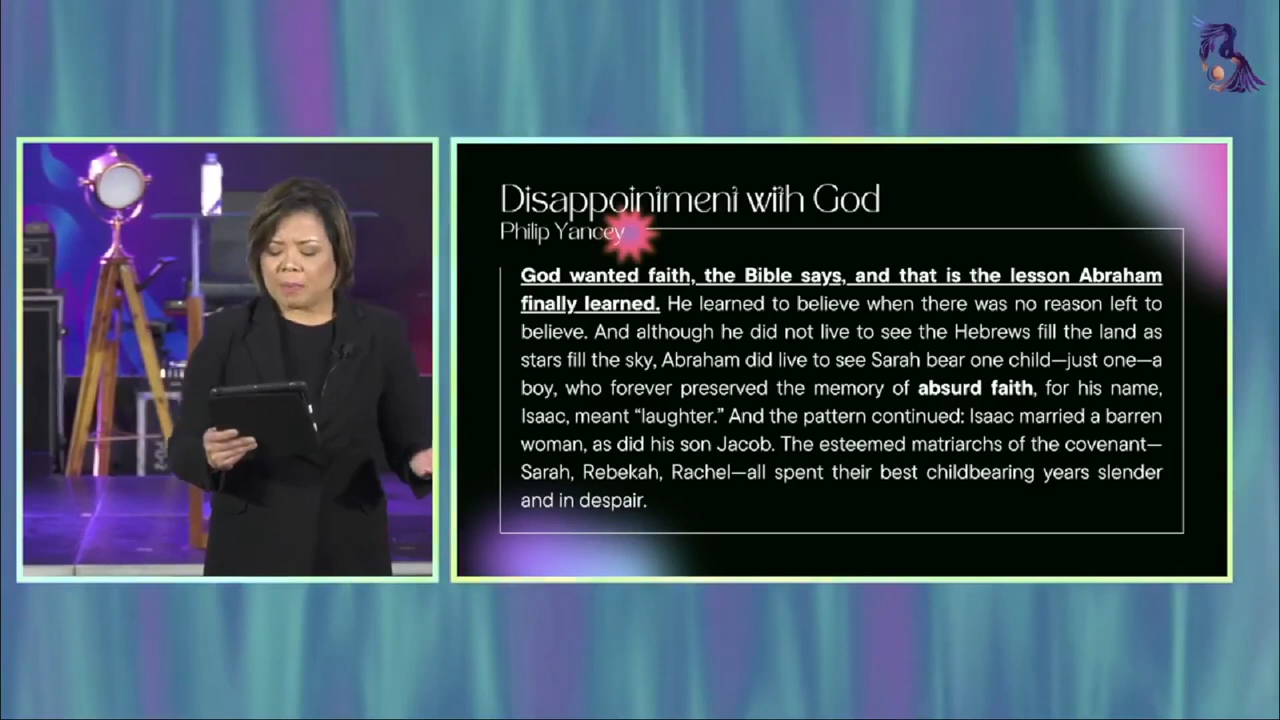 Disappointment with God
Philip Yancey
God wanted faith, the Bible says, and that is the lesson Abraham
finally learned. He learned to believe when there was no reason left to
believe. And although he did not live to see the Hebrews fill the land as
stars fill the sky, Abraham did live to see Sarah bear one child—just one—a
boy, who forever preserved the memory of absurd faith, for his name,
Isaac, meant “laughter.” And the pattern continued: Isaac married a barren
woman, as did his son Jacob. The esteemed matriarchs of the covenant—
Sarah, Rebekah, Rachel—all spent their best childbearing years slender
and in despair.